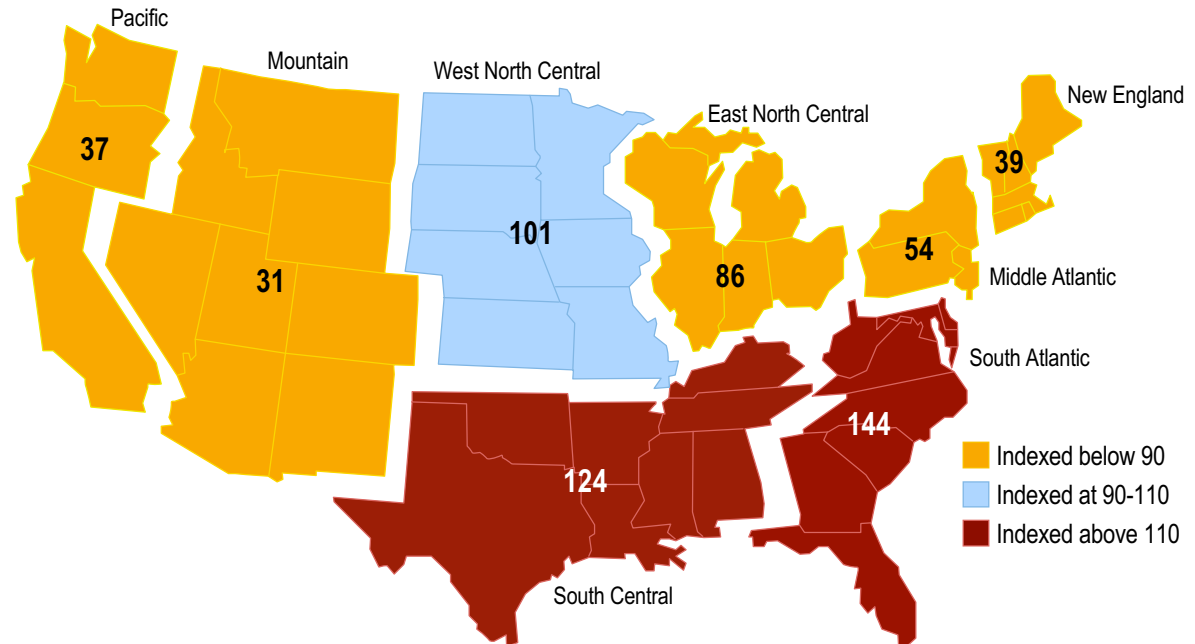 Pacific
Mountain
West North Central
East North Central
New England
37
39
101
54
31
86
Middle Atlantic
South Atlantic
144
Indexed below 90
124
Indexed at 90-110
Indexed above 110
South Central